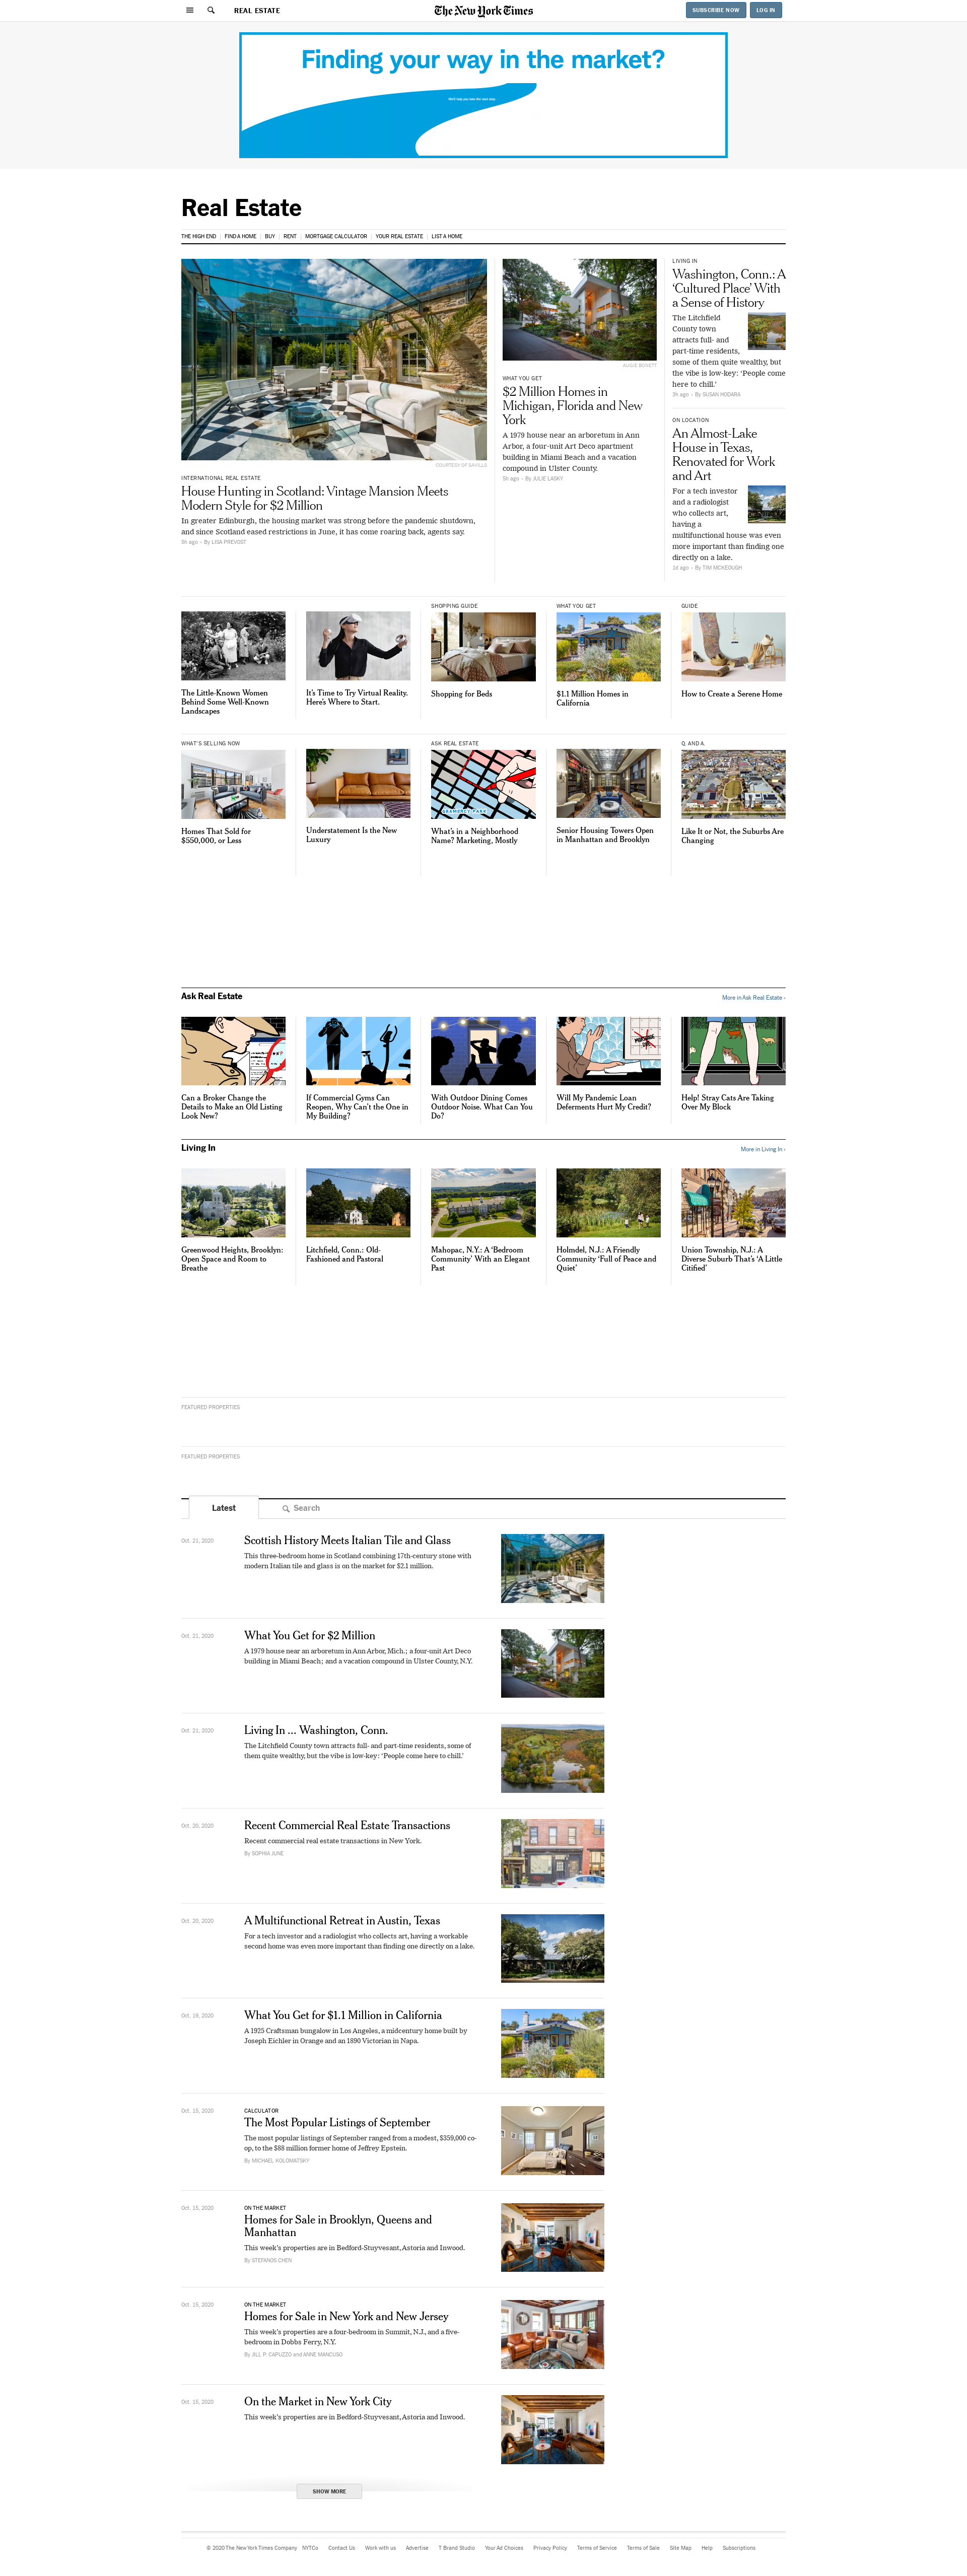 REAL ESTATE
The New York Times
SUBSCRIBE NOW
LOG IN
Finding your way in the market?
We'll help you take the next step.
Real Estate
THE HIGH END
FIND A HOME
BUY
RENT
MORTGAGE CALCULATOR
YOUR REAL ESTATE
LIST A HOME
COURTESY OF SAVILLS
INTERNATIONAL REAL ESTATE
House Hunting in Scotland: Vintage Mansion Meets
Modern Style for $2 Million
In greater Edinburgh, the housing market was strong before the pandemic shutdown,
and since Scotland eased restrictions in June, it has come roaring back, agents say.
5h ago – By LISA PREVOST
AUGIE BONETT
WHAT YOU GET
$2 Million Homes in
Michigan, Florida and New
York
A 1979 house near an arboretum in Ann
Arbor, a four-unit Art Deco apartment
building in Miami Beach and a vacation
compound in Ulster County.
5h ago – By JULIE LASKY
LIVING IN
Washington, Conn.: A
‘Cultured Place’ With
a Sense of History
The Litchfield
County town
attracts full- and
part-time residents,
some of them quite wealthy, but
the vibe is low-key: ‘People come
here to chill.’
3h ago – By SUSAN HODARA
ON LOCATION
An Almost-Lake
House in Texas,
Renovated for Work
and Art
For a tech investor
and a radiologist
who collects art,
having a
multifunctional house was even
more important than finding one
directly on a lake.
1d ago – By TIM MCKEOUGH
The Little-Known Women
Behind Some Well-Known
Landscapes
It’s Time to Try Virtual Reality.
Here’s Where to Start.
SHOPPING GUIDE
Shopping for Beds
WHAT YOU GET
$1.1 Million Homes in
California
GUIDE
How to Create a Serene Home
WHAT'S SELLING NOW
Homes That Sold for
$550,000, or Less
Understatement Is the New
Luxury
ASK REAL ESTATE
GRAMERCY PARK
What’s in a Neighborhood
Name? Marketing, Mostly
Senior Housing Towers Open
in Manhattan and Brooklyn
Q. AND A.
Like It or Not, the Suburbs Are
Changing
Ask Real Estate
More in Ask Real Estate ›
Can a Broker Change the
Details to Make an Old Listing
Look New?
If Commercial Gyms Can
Reopen, Why Can’t the One in
My Building?
With Outdoor Dining Comes
Outdoor Noise. What Can You
Do?
Will My Pandemic Loan
Deferments Hurt My Credit?
Help! Stray Cats Are Taking
Over My Block
Living In
More in Living In ›
Greenwood Heights, Brooklyn:
Open Space and Room to
Breathe
Litchfield, Conn.: Old-
Fashioned and Pastoral
Mahopac, N.Y.: A ‘Bedroom
Community’ With an Elegant
Past
Holmdel, N.J.: A Friendly
Community ‘Full of Peace and
Quiet’
Union Township, N.J.: A
Diverse Suburb That’s ‘A Little
Citified’
FEATURED PROPERTIES
FEATURED PROPERTIES
Latest
Search
Oct. 21, 2020
Scottish History Meets Italian Tile and Glass
This three-bedroom home in Scotland combining 17th-century stone with
modern Italian tile and glass is on the market for $2.1 million.
Oct. 21, 2020
What You Get for $2 Million
A 1979 house near an arboretum in Ann Arbor, Mich.; a four-unit Art Deco
building in Miami Beach; and a vacation compound in Ulster County, N.Y.
Oct. 21, 2020
Living In ... Washington, Conn.
The Litchfield County town attracts full- and part-time residents, some of
them quite wealthy, but the vibe is low-key: ‘People come here to chill.’
Oct. 20, 2020
Recent Commercial Real Estate Transactions
Recent commercial real estate transactions in New York.
By SOPHIA JUNE
Oct. 20, 2020
A Multifunctional Retreat in Austin, Texas
For a tech investor and a radiologist who collects art, having a workable
second home was even more important than finding one directly on a lake.
Oct. 19, 2020
What You Get for $1.1 Million in California
A 1925 Craftsman bungalow in Los Angeles, a midcentury home built by
Joseph Eichler in Orange and an 1890 Victorian in Napa.
Oct. 15, 2020
CALCULATOR
The Most Popular Listings of September
The most popular listings of September ranged from a modest, $359,000 co-
op, to the $88 million former home of Jeffrey Epstein.
By MICHAEL KOLOMATSKY
Oct. 15, 2020
ON THE MARKET
Homes for Sale in Brooklyn, Queens and
Manhattan
This week’s properties are in Bedford-Stuyvesant, Astoria and Inwood.
By STEFANOS CHEN
Oct. 15, 2020
ON THE MARKET
Homes for Sale in New York and New Jersey
This week’s properties are a four-bedroom in Summit, N.J., and a five-
bedroom in Dobbs Ferry, N.Y.
By JILL P. CAPUZZO and ANNE MANCUSO
Oct. 15, 2020
On the Market in New York City
This week’s properties are in Bedford-Stuyvesant, Astoria and Inwood.
SHOW MORE
© 2020 The New York Times Company
NYTCo
Contact Us
Work with us
Advertise
T Brand Studio
Your Ad Choices
Privacy Policy
Terms of Service
Terms of Sale
Site Map
Help
Subscriptions